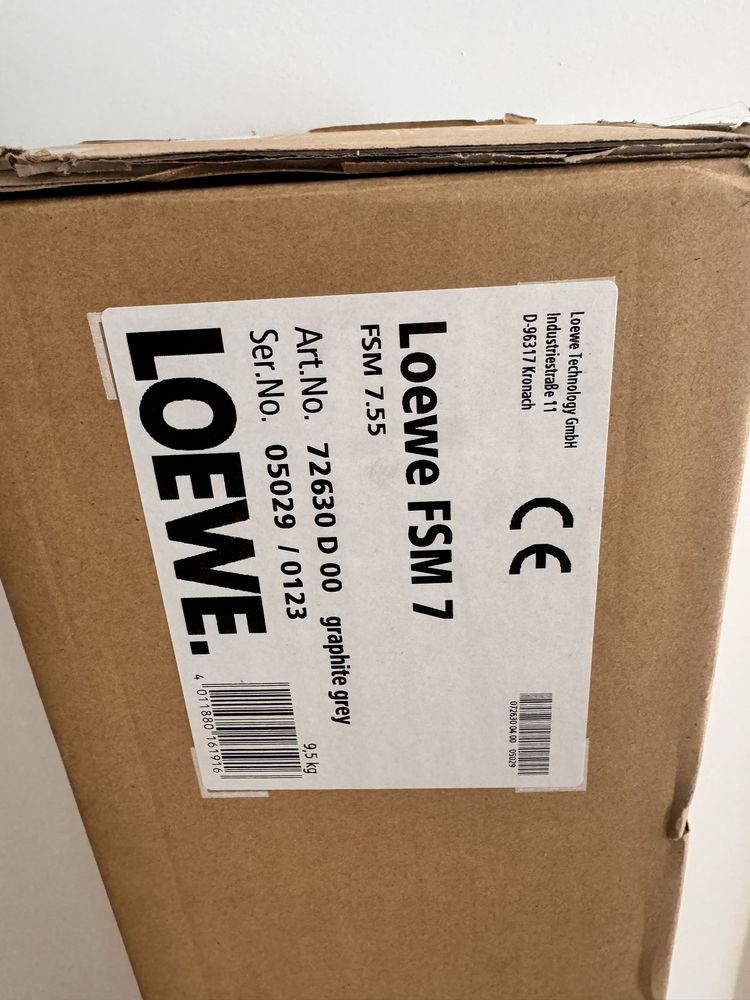 Loewe Technology GmbH
Industriestraße 11
D-96317 Kronach
CE
072630 04 00 05029
Loewe FSM 7
FSM 7.55
Art.No. 72630 D 00 graphite grey
Ser.No. 05029 / 0123
9,5 kg
LOEWE.
4 011880 161916